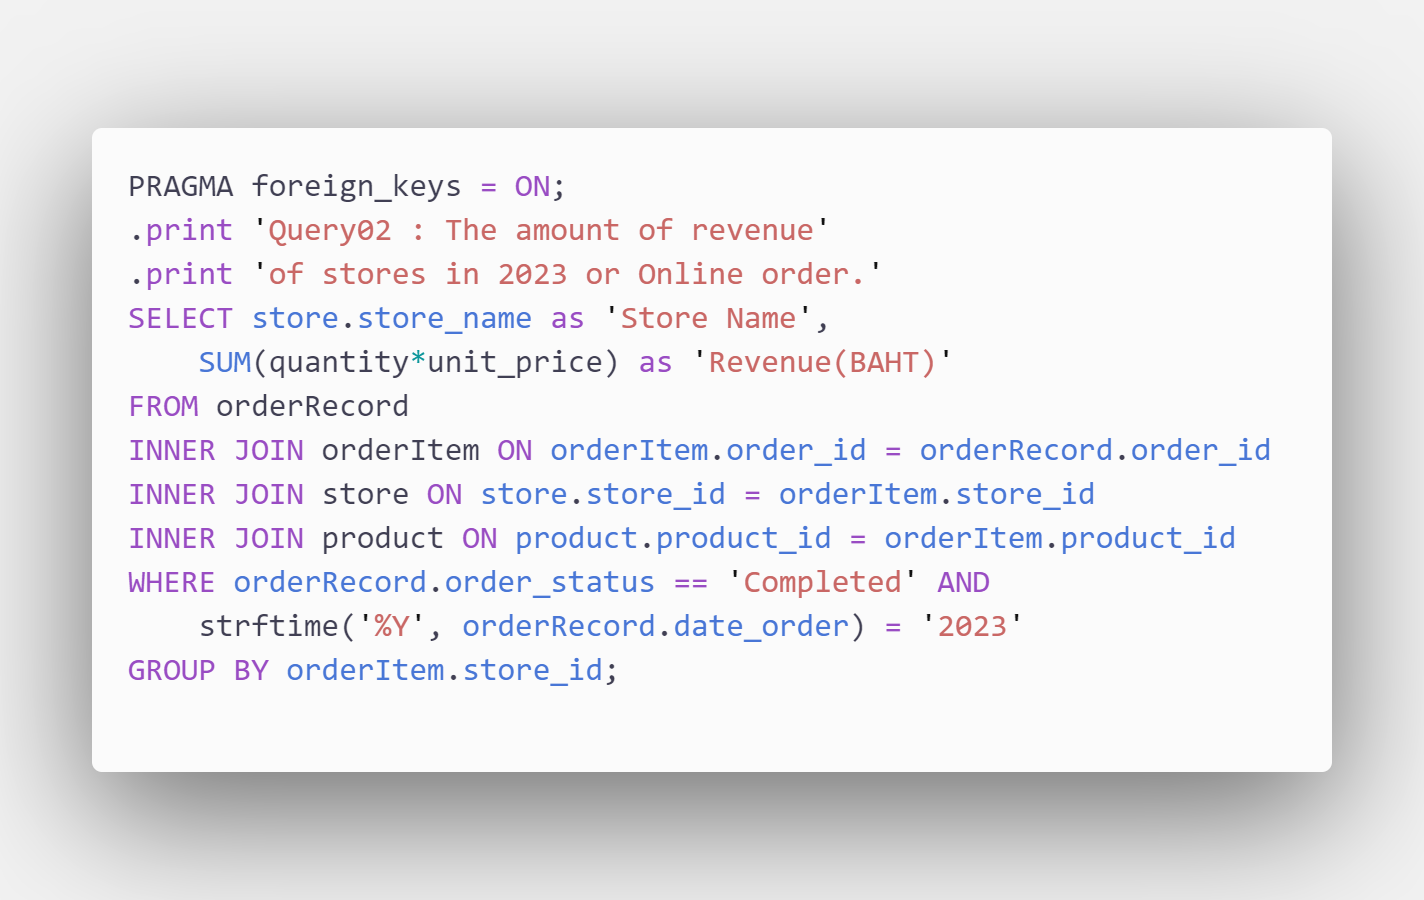 PRAGMA foreign_keys = ON;
.print 'Query02 : The amount of revenue'
.print 'of stores in 2023 or Online order.'
SELECT store.store_name as 'Store Name',
    SUM(quantity*unit_price) as 'Revenue(BAHT)'
FROM orderRecord
INNER JOIN orderItem ON orderItem.order_id = orderRecord.order_id
INNER JOIN store ON store.store_id = orderItem.store_id
INNER JOIN product ON product.product_id = orderItem.product_id
WHERE orderRecord.order_status == 'Completed' AND
    strftime('%Y', orderRecord.date_order) = '2023'
GROUP BY orderItem.store_id;